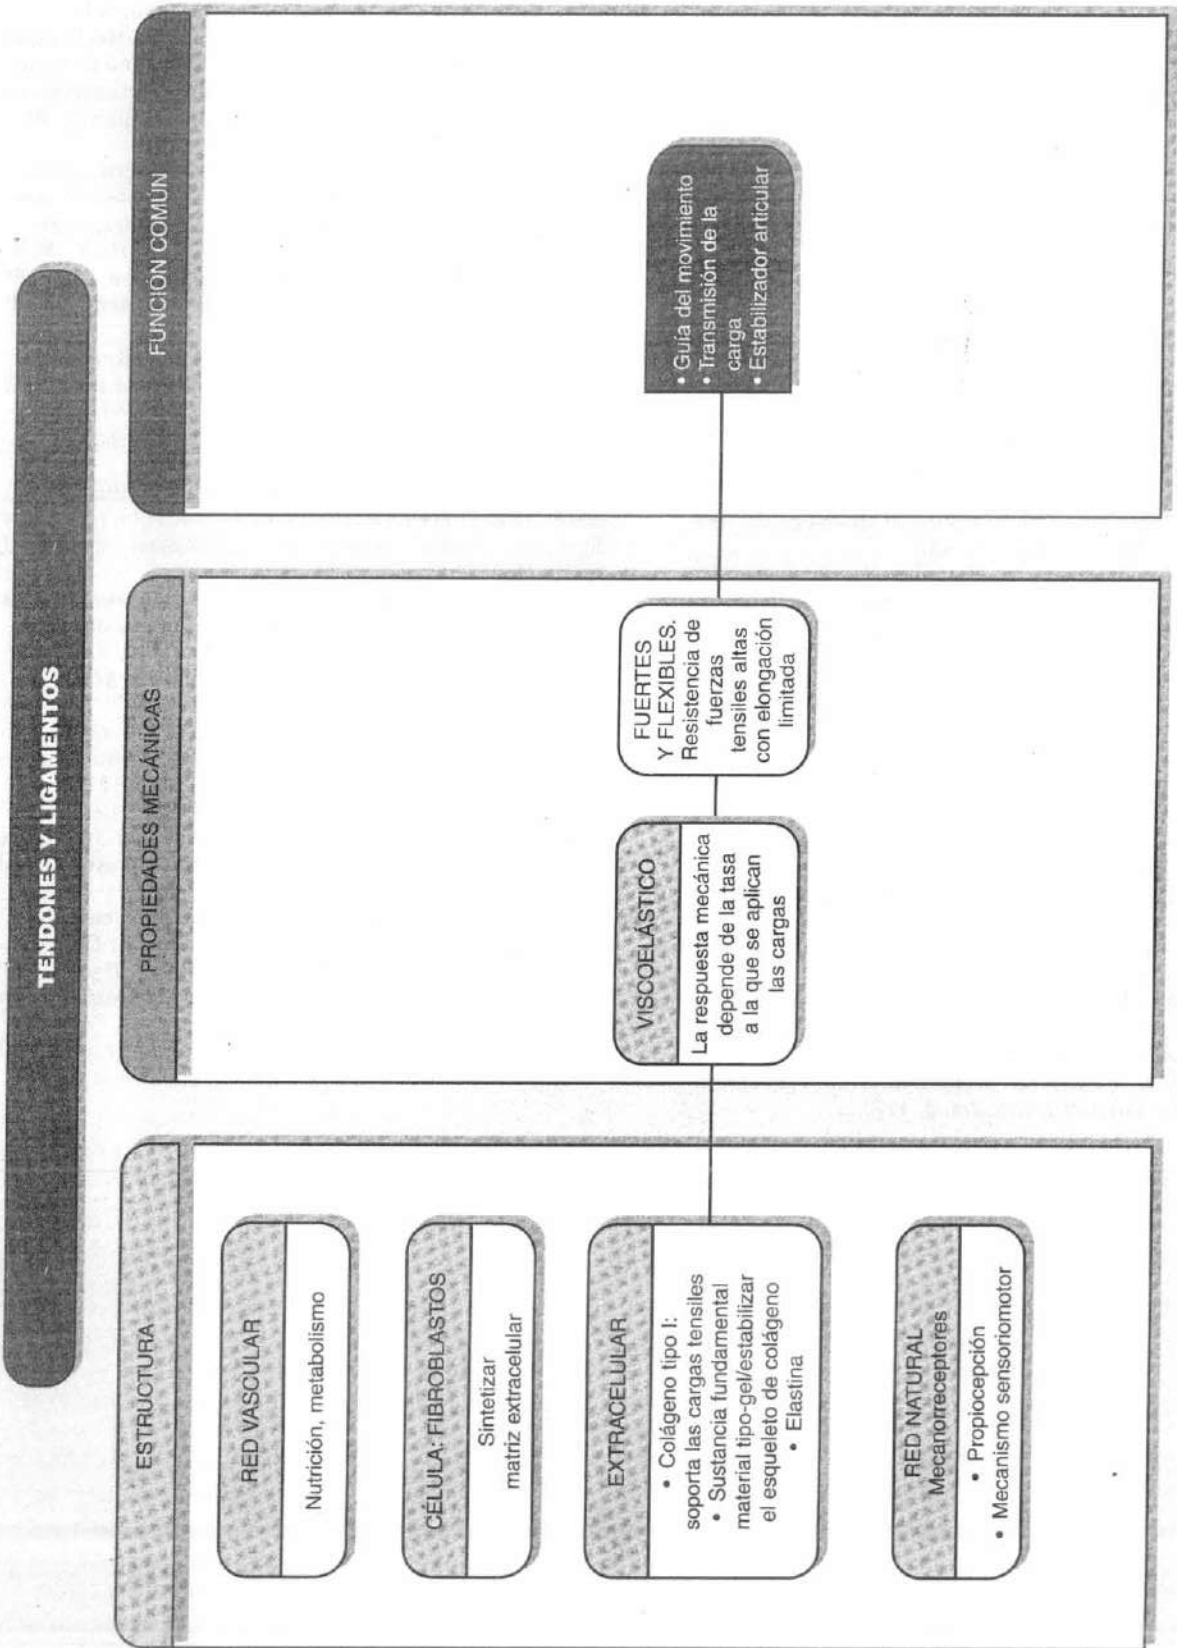 TENDONES Y LIGAMENTOS
ESTRUCTURA
RED VASCULAR
Nutrición, metabolismo
CÉLULA: FIBROBLASTOS
Sintetizar
matriz extracelular
EXTRACELULAR
• Colágeno tipo I:
soporta las cargas tensiles
• Sustancia fundamental
material tipo-gel/estabilizar
el esqueleto de colágeno
• Elastina
RED NATURAL
Mecanorreceptores
• Propiocepción
• Mecanismo sensoriomotor
PROPIEDADES MECÁNICAS
VISCOELÁSTICO
La respuesta mecánica
depende de la tasa
a la que se aplican
las cargas
FUERTES
Y FLEXIBLES.
Resistencia de
fuerzas
tensiles altas
con elongación
limitada
FUNCIÓN COMÚN
• Guía del movimiento
• Transmisión de la
carga
• Estabilizador articular